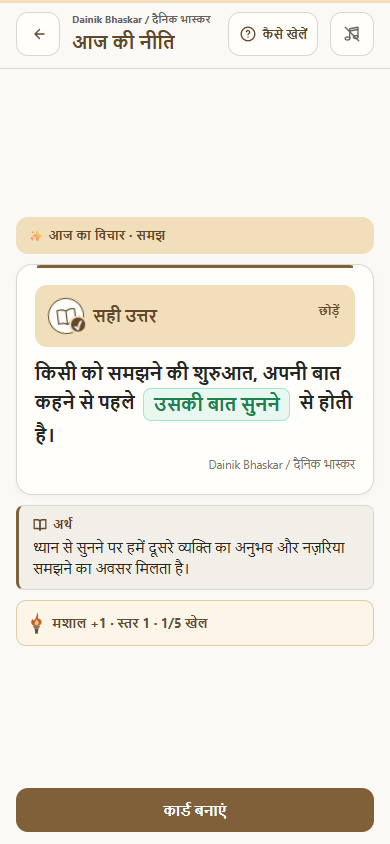 Dainik Bhaskar / दैनिक भास्कर
आज की नीति
कैसे खेलें
आज का विचार · समझ
सही उत्तर
छोड़ें
किसी को समझने की शुरुआत, अपनी बात
कहने से पहले उसकी बात सुनने से होती
है।
Dainik Bhaskar / दैनिक भास्कर
अर्थ
ध्यान से सुनने पर हमें दूसरे व्यक्ति का अनुभव और नज़रिया
समझने का अवसर मिलता है।
मशाल +1 · स्तर 1 · 1/5 खेल
कार्ड बनाएं